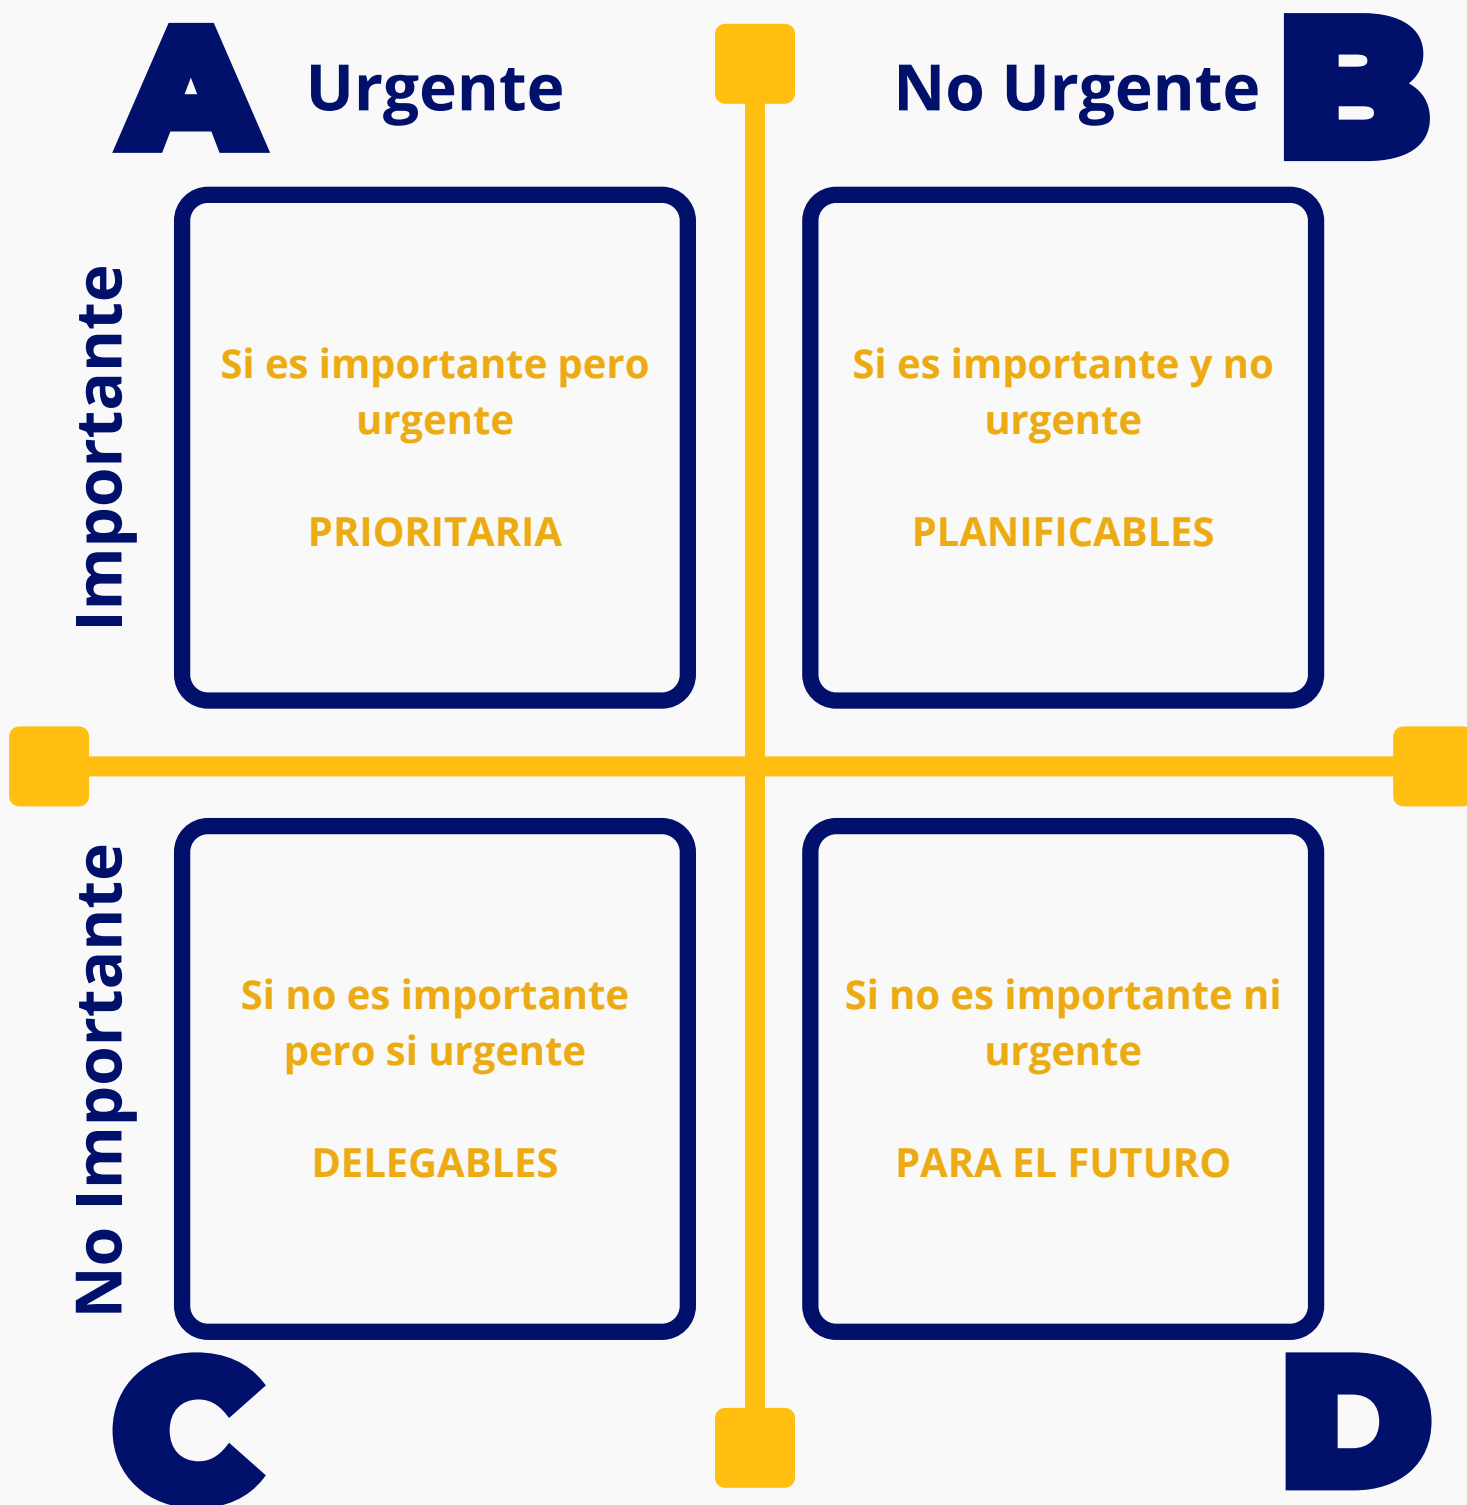 A
Urgente
No Urgente
B
Importante
Si es importante pero
urgente
PRIORITARIA
Si es importante y no
urgente
PLANIFICABLES
No Importante
Si no es importante
pero si urgente
DELEGABLES
Si no es importante ni
urgente
PARA EL FUTURO
C
D